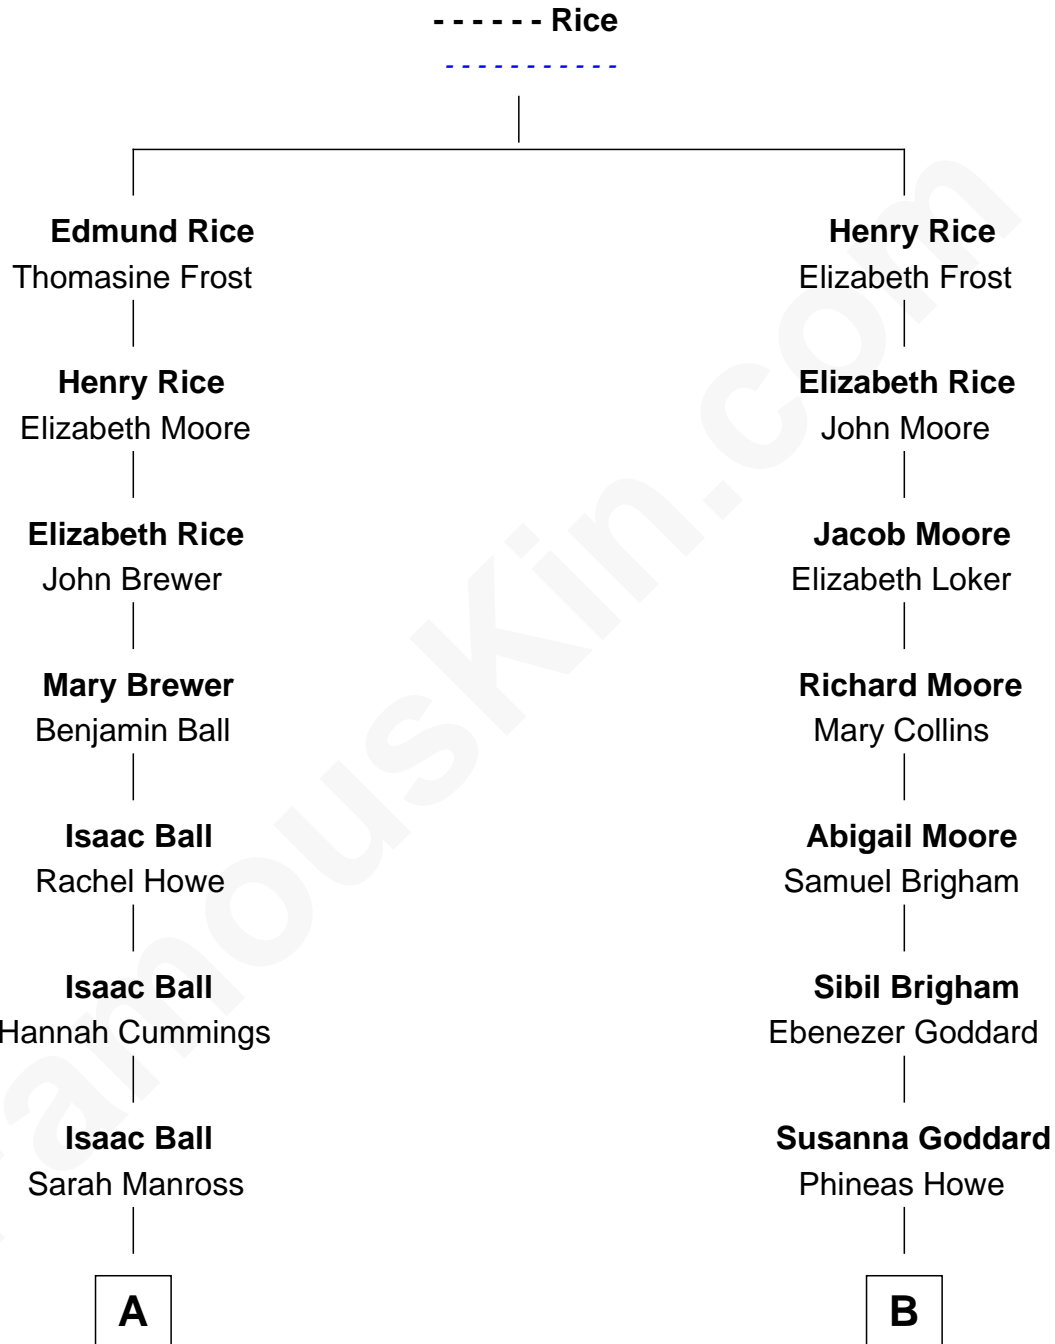 - - - - - - Rice
- - - - - - - - - - -
Edmund Rice
Thomasine Frost
Henry Rice
Elizabeth Frost
Henry Rice
Elizabeth Moore
Elizabeth Rice
John Moore
Elizabeth Rice
John Brewer
Jacob Moore
Elizabeth Loker
Mary Brewer
Benjamin Ball
Richard Moore
Mary Collins
Isaac Ball
Rachel Howe
Abigail Moore
Samuel Brigham
Isaac Ball
Hannah Cummings
Sibil Brigham
Ebenezer Goddard
Isaac Ball
Sarah Manross
Susanna Goddard
Phineas Howe
A
B
FamousKin.com